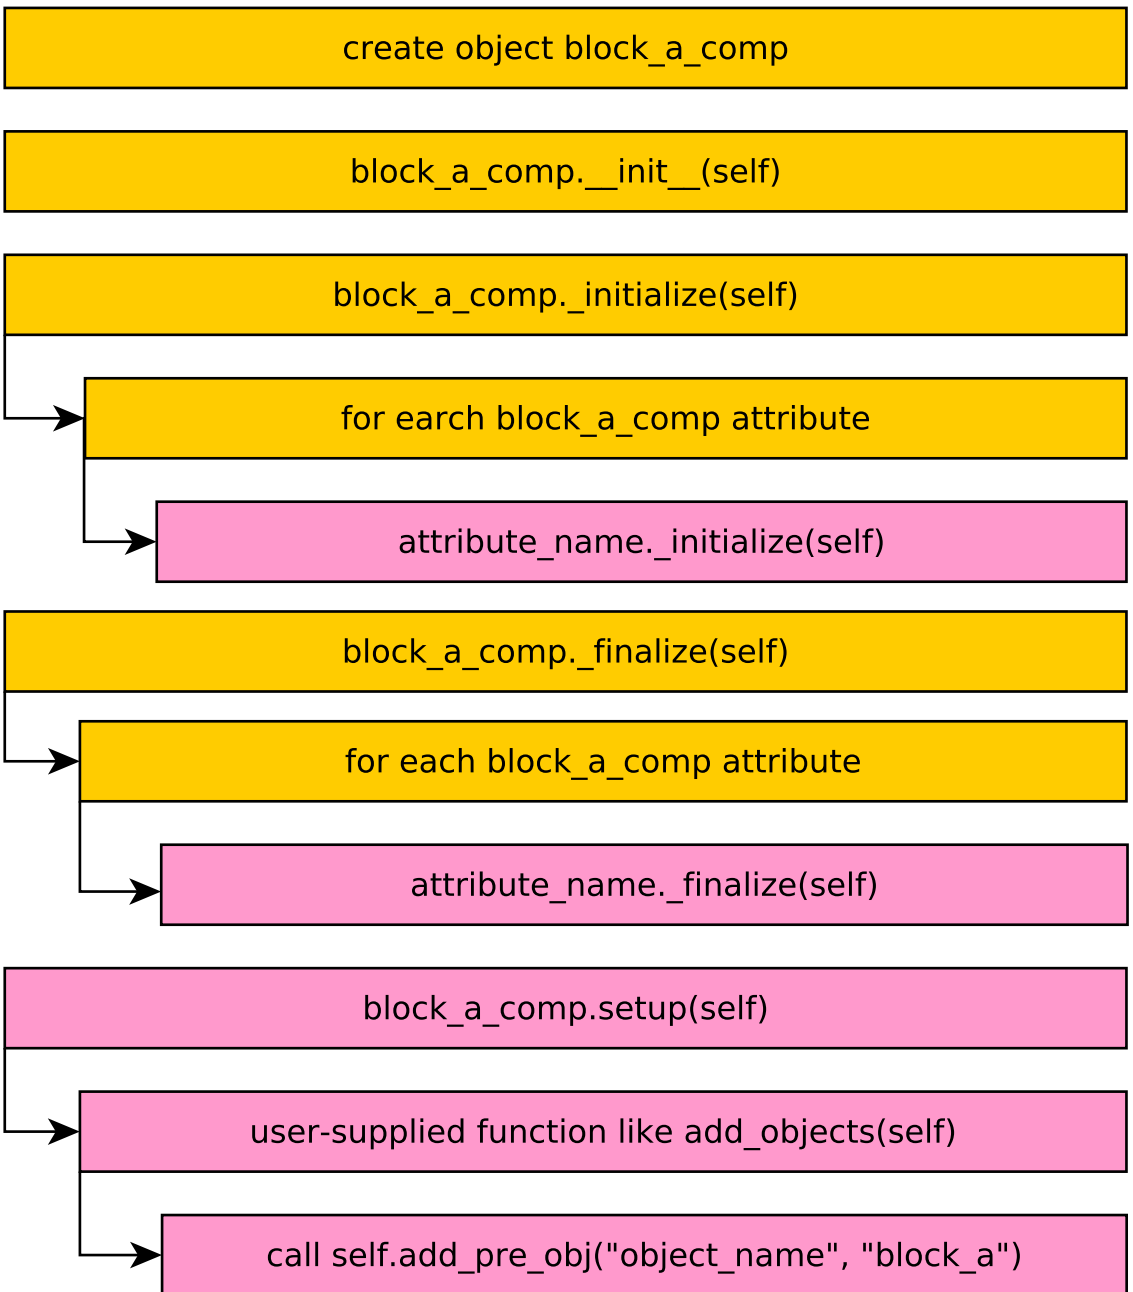 create object block_a_comp
block_a_comp.__init__(self)
block_a_comp._initialize(self)
for earch block_a_comp attribute
attribute_name._initialize(self)
block_a_comp._finalize(self)
for each block_a_comp attribute
attribute_name._finalize(self)
block_a_comp.setup(self)
user-supplied function like add_objects(self)
call self.add_pre_obj("object_name", "block_a")